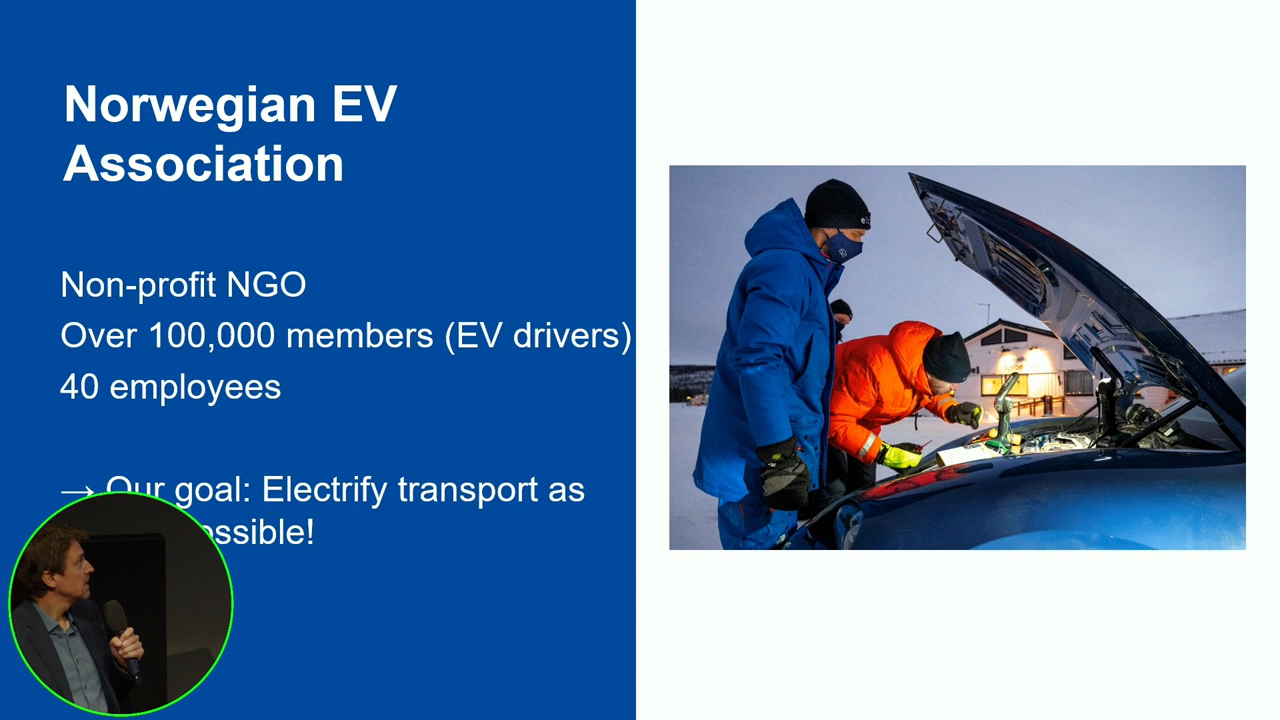 Norwegian EV
Association
Non-profit NGO
Over 100,000 members (EV drivers)
40 employees
→ Our goal: Electrify transport as